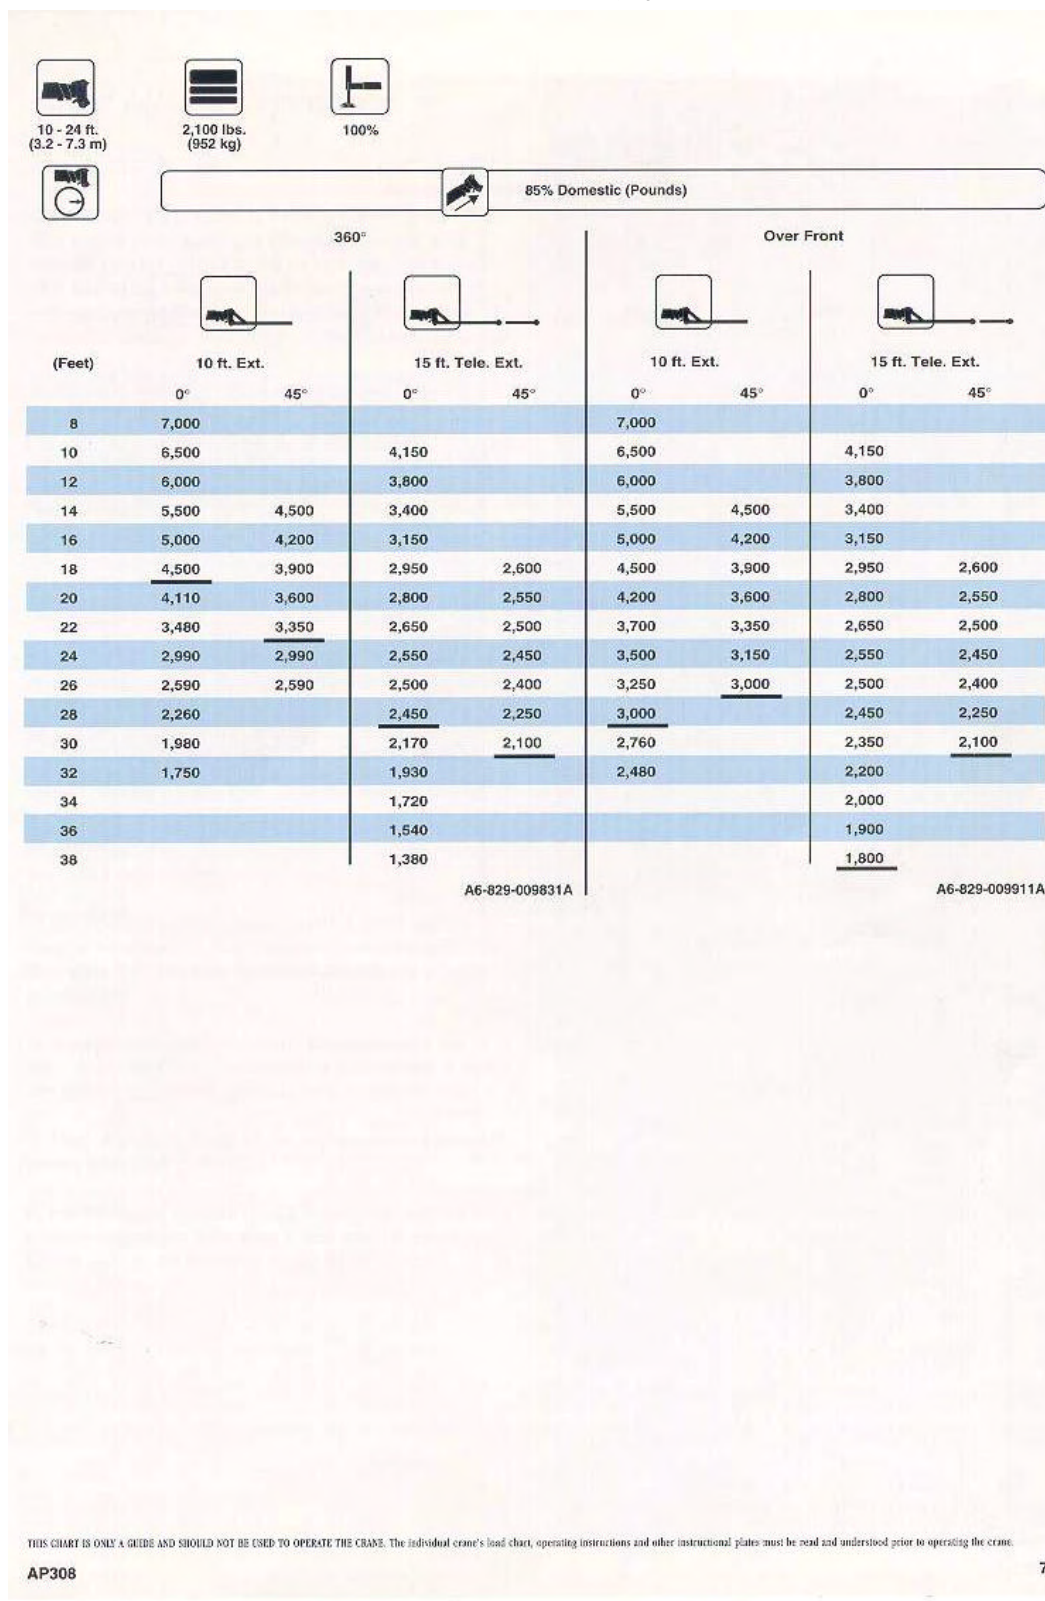 10 - 24 ft.
(3.2 - 7.3 m)
2,100 lbs.
(952 kg)
100%
85% Domestic (Pounds)
360° Over Front
(Feet) 10 ft. Ext. 15 ft. Tele. Ext. 10 ft. Ext. 15 ft. Tele. Ext.
0° 45° 0° 45° 0° 45° 0° 45°
8 7,000 7,000
10 6,500 4,150 6,500 4,150
12 6,000 3,800 6,000 3,800
14 5,500 4,500 3,400 5,500 4,500 3,400
16 5,000 4,200 3,150 5,000 4,200 3,150
18 4,500 3,900 2,950 2,600 4,500 3,900 2,950 2,600
20 4,110 3,600 2,800 2,550 4,200 3,600 2,800 2,550
22 3,480 3,350 2,650 2,500 3,700 3,350 2,650 2,500
24 2,990 2,990 2,550 2,450 3,500 3,150 2,550 2,450
26 2,590 2,590 2,500 2,400 3,250 3,000 2,500 2,400
28 2,260 2,450 2,250 3,000 2,450 2,250
30 1,980 2,170 2,100 2,760 2,350 2,100
32 1,750 1,930 2,480 2,200
34 1,720 2,000
36 1,540 1,900
38 1,380 1,800
A6-829-009831A A6-829-009911A
THIS CHART IS ONLY A GUIDE AND SHOULD NOT BE USED TO OPERATE THE CRANE. The individual crane's load chart, operating instructions and other instructional plates must be read and understood prior to operating the crane.
AP308 7